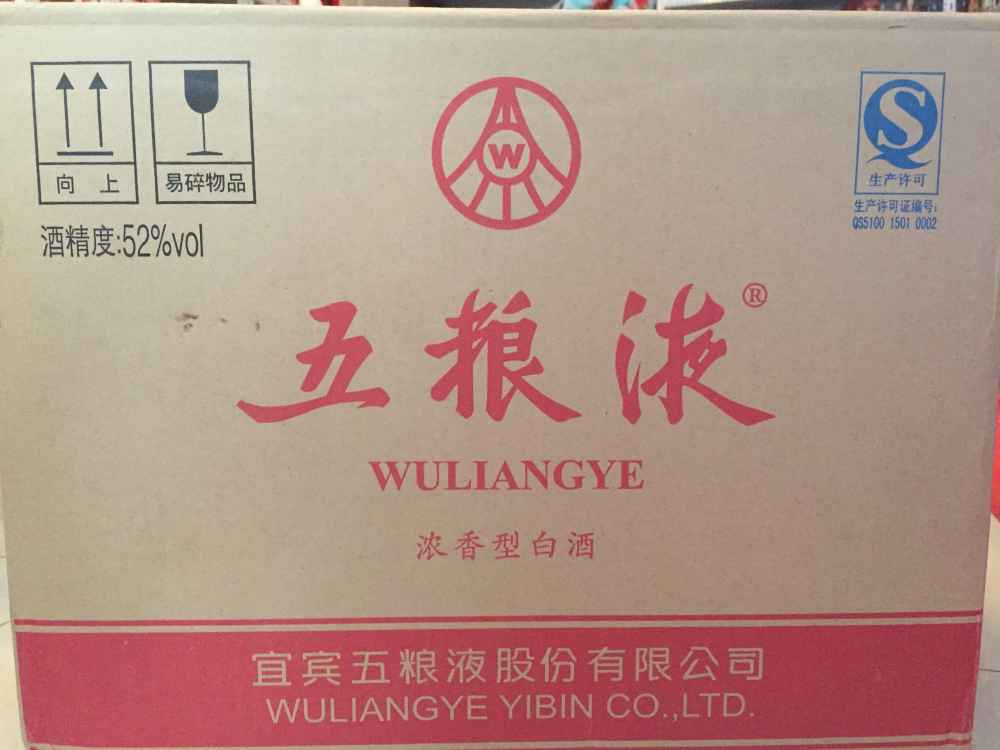 向 上
易碎物品
酒精度:52%vol
W
生产许可
生产许可证编号:
QS5100 1501 0002
五粮液®
WULIANGYE
浓香型白酒
宜宾五粮液股份有限公司
WULIANGYE YIBIN CO.,LTD.